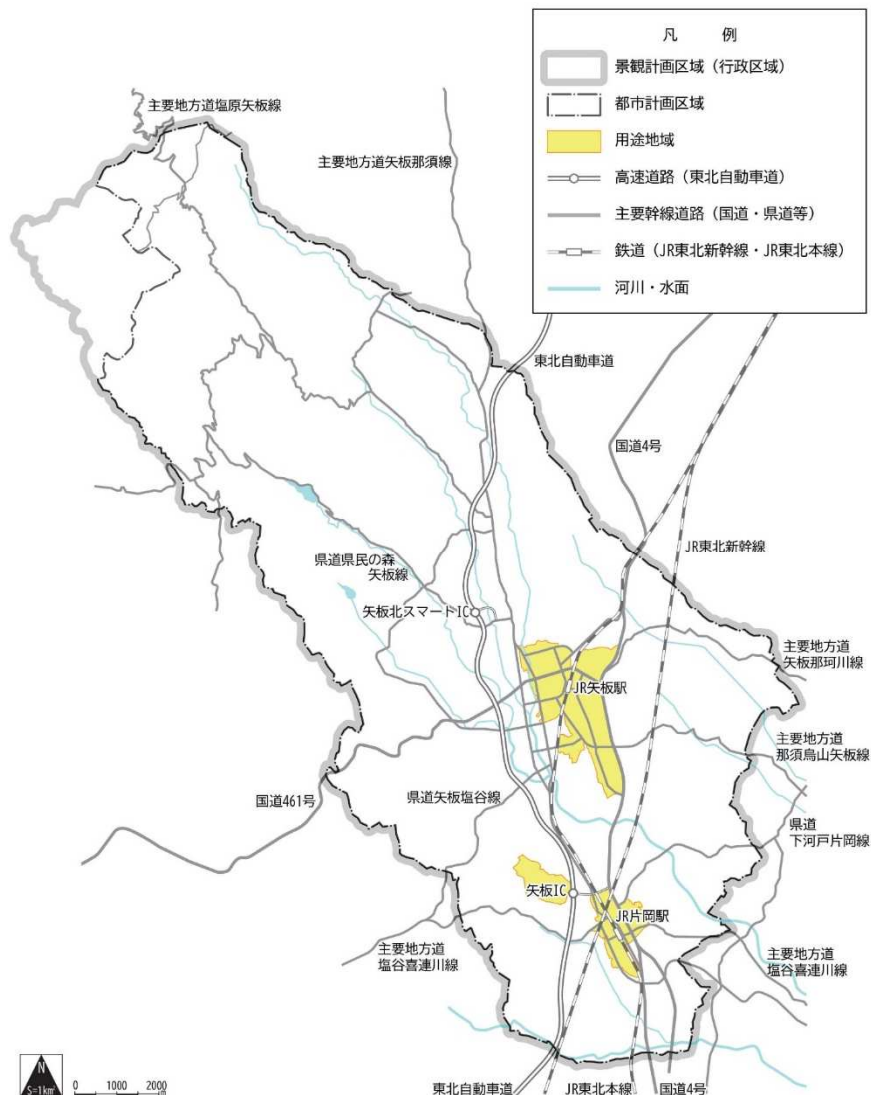 凡　例
景観計画区域（行政区域）
都市計画区域
用途地域
高速道路（東北自動車道）
主要幹線道路（国道・県道等）
鉄道（JR東北新幹線・JR東北本線）
河川・水面
主要地方道塩原矢板線
主要地方道矢板那須線
東北自動車道
国道4号
JR東北新幹線
県道県民の森
矢板線
矢板北スマートIC
主要地方道
矢板那珂川線
JR矢板駅
主要地方道
那須烏山矢板線
国道461号
県道矢板塩谷線
県道
下河戸片岡線
矢板IC
JR片岡駅
主要地方道
塩谷喜連川線
主要地方道
塩谷喜連川線
N
S=1km²
0 1000 2000
m
東北自動車道
JR東北本線
国道4号